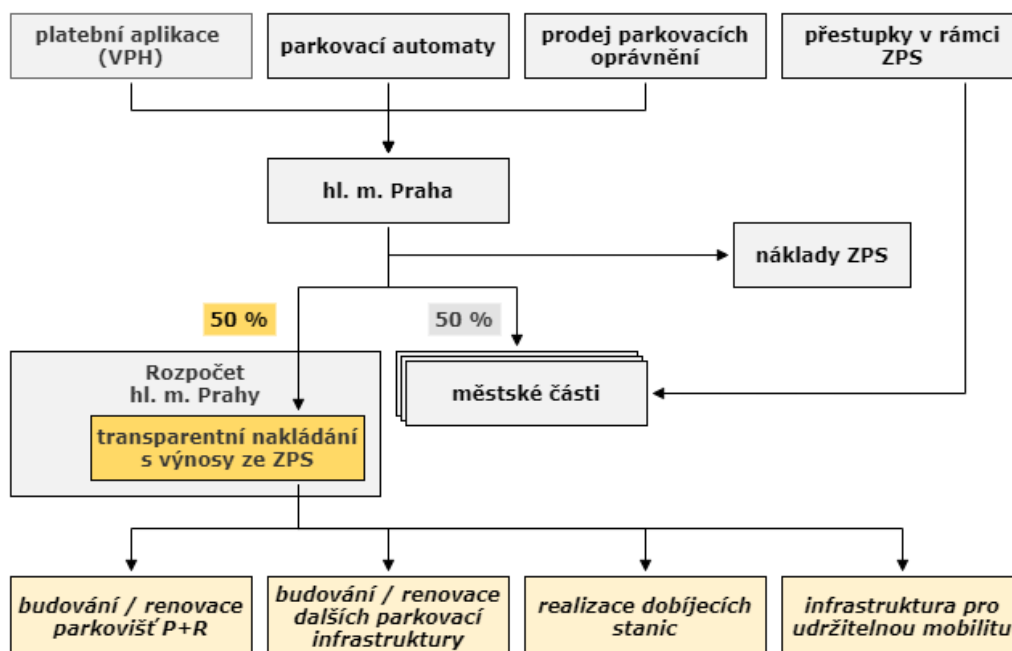 platební aplikace
(VPH)
parkovací automaty
prodej parkovacích
oprávnění
přestupky v rámci
ZPS
hl. m. Praha
náklady ZPS
50 %
50 %
Rozpočet
hl. m. Prahy
městské části
transparentní nakládání
s výnosy ze ZPS
budování / renovace
parkovišť P+R
budování / renovace
dalších parkovací
infrastruktury
realizace dobíjecích
stanic
infrastruktura pro
udržitelnou mobilitu